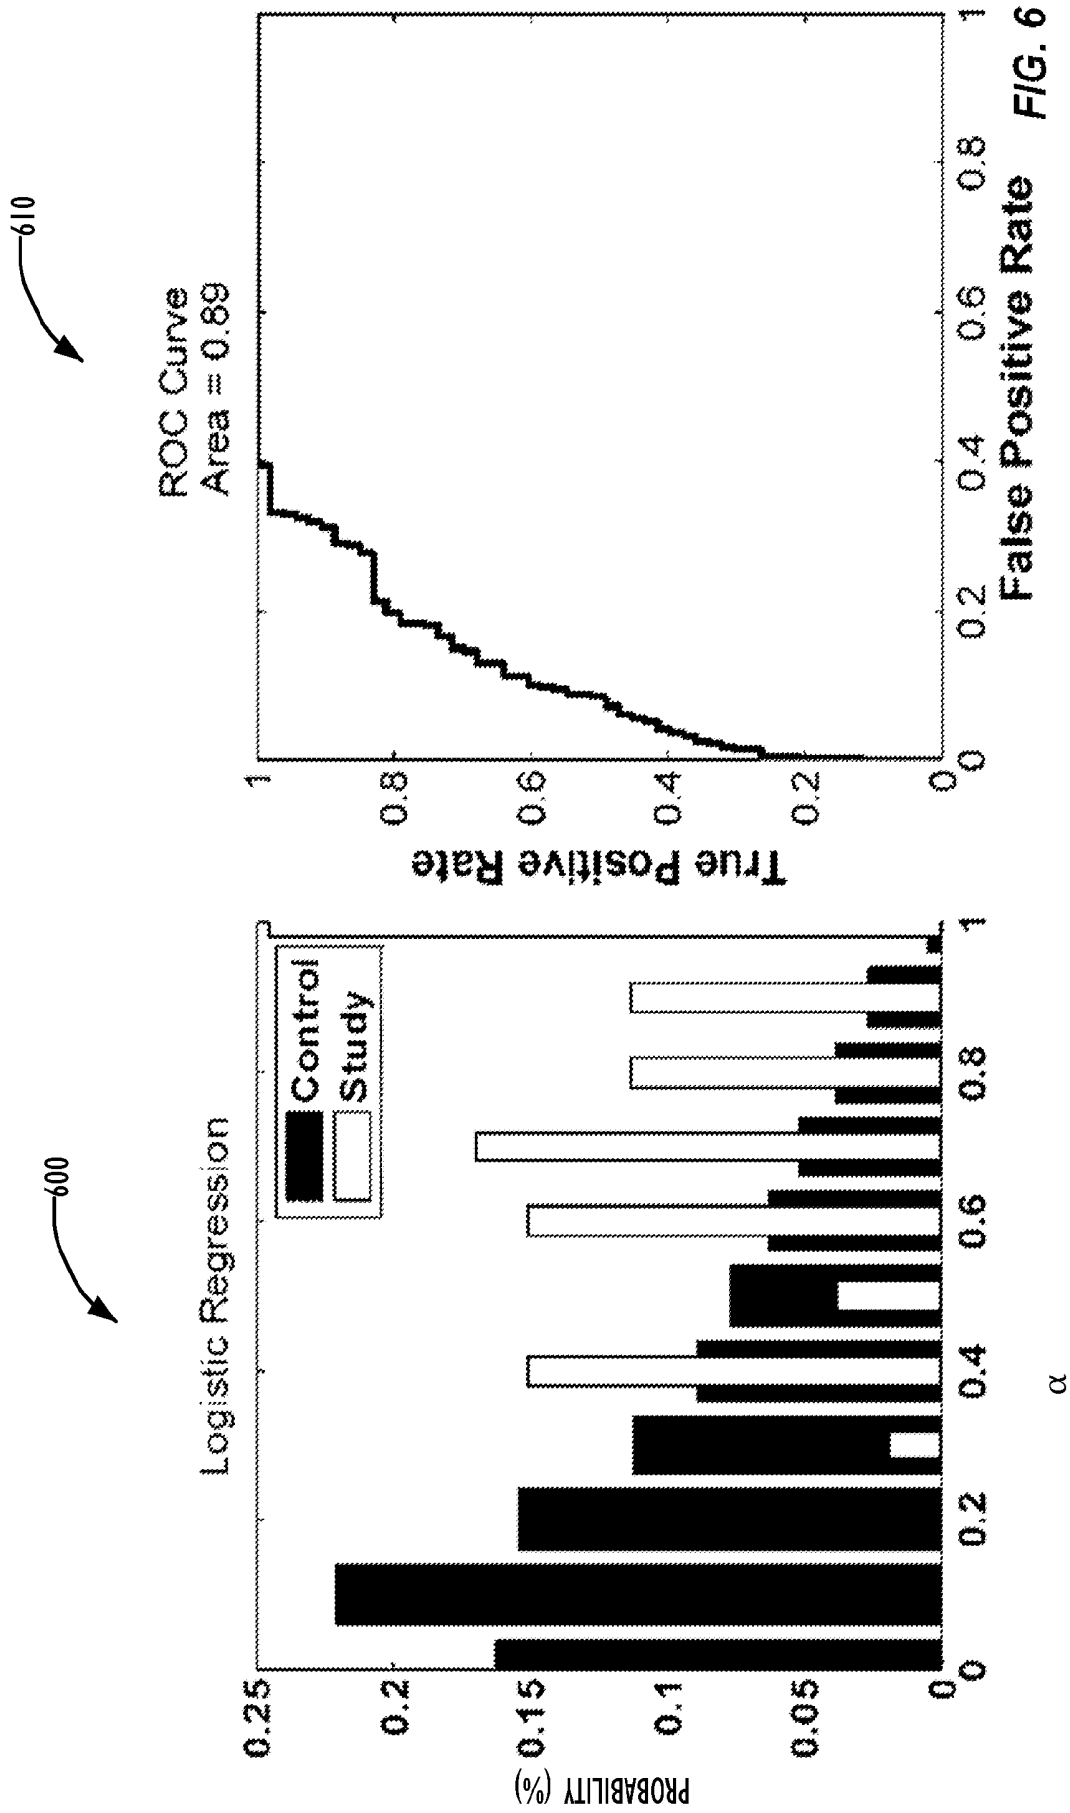 600
Logistic Regression
Control
Study
0.25
0.2
0.15
0.1
0.05
0
PROBABILITY (%)
0
0.2
0.4
0.6
0.8
1
α
610
ROC Curve
Area = 0.89
1
0.8
0.6
0.4
0.2
0
True Positive Rate
0
0.2
0.4
0.6
0.8
1
False Positive Rate
FIG. 6